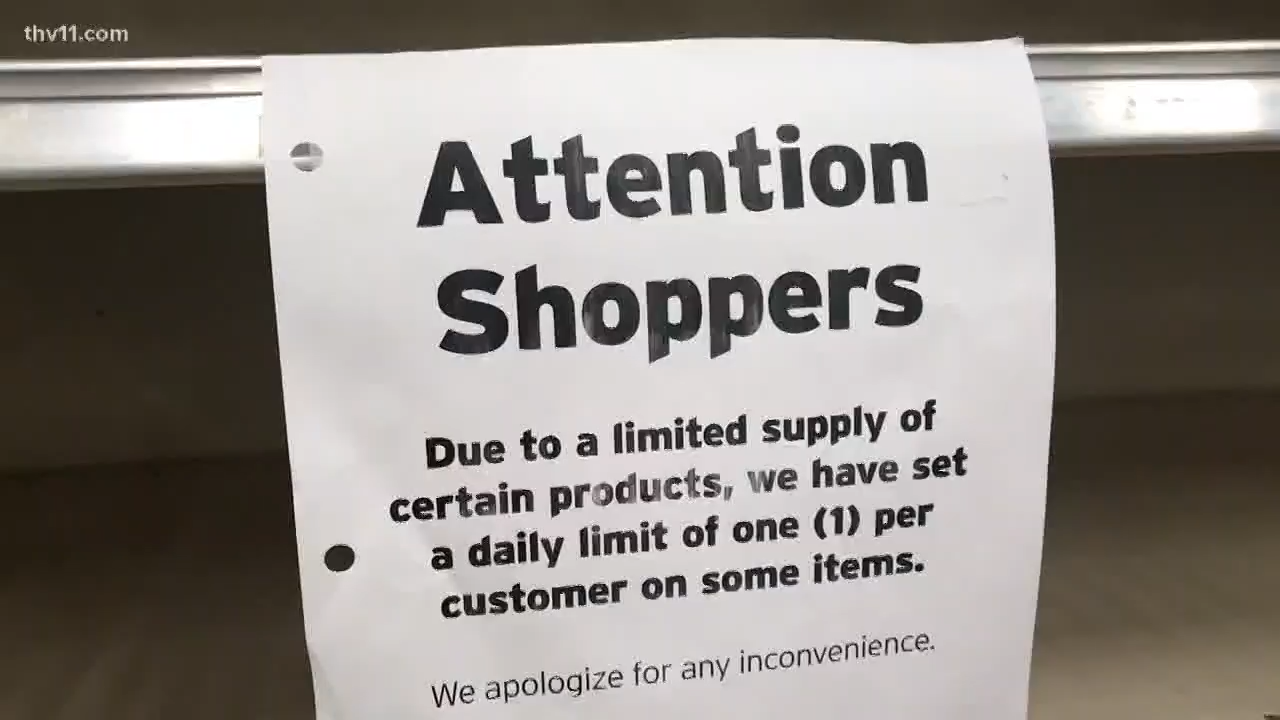 thv11.com
Attention
Shoppers
Due to a limited supply of
certain products, we have set
a daily limit of one (1) per
customer on some items.
We apologize for any inconvenience.